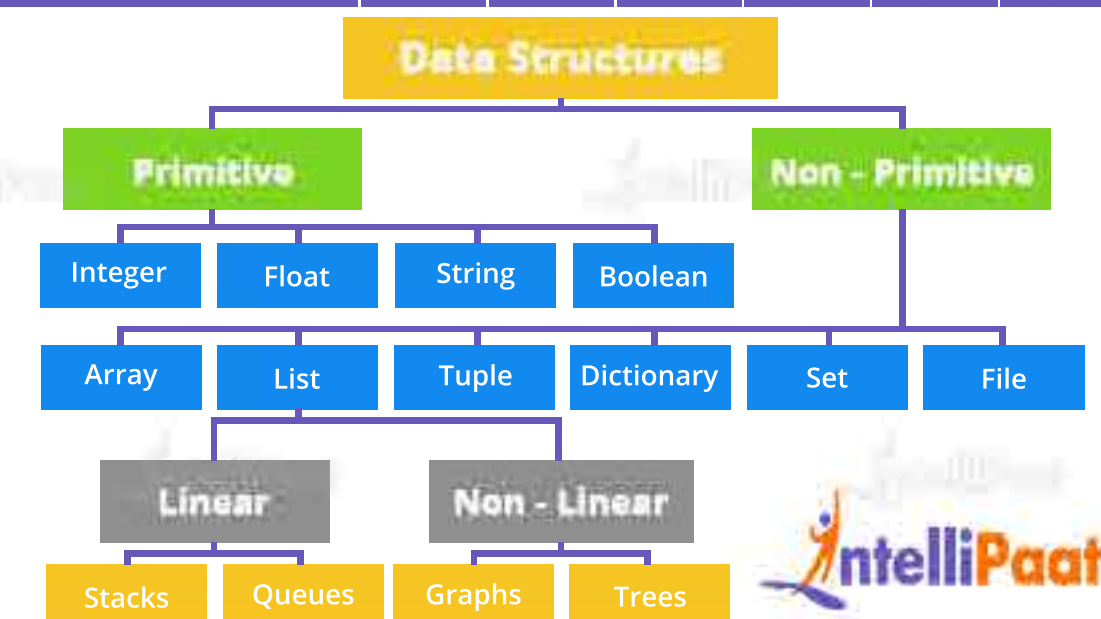 Data Structures
Primitive
Non - Primitive
Integer
Float
String
Boolean
Array
List
Tuple
Dictionary
Set
File
Linear
Non - Linear
Stacks
Queues
Graphs
Trees
IntelliPaat